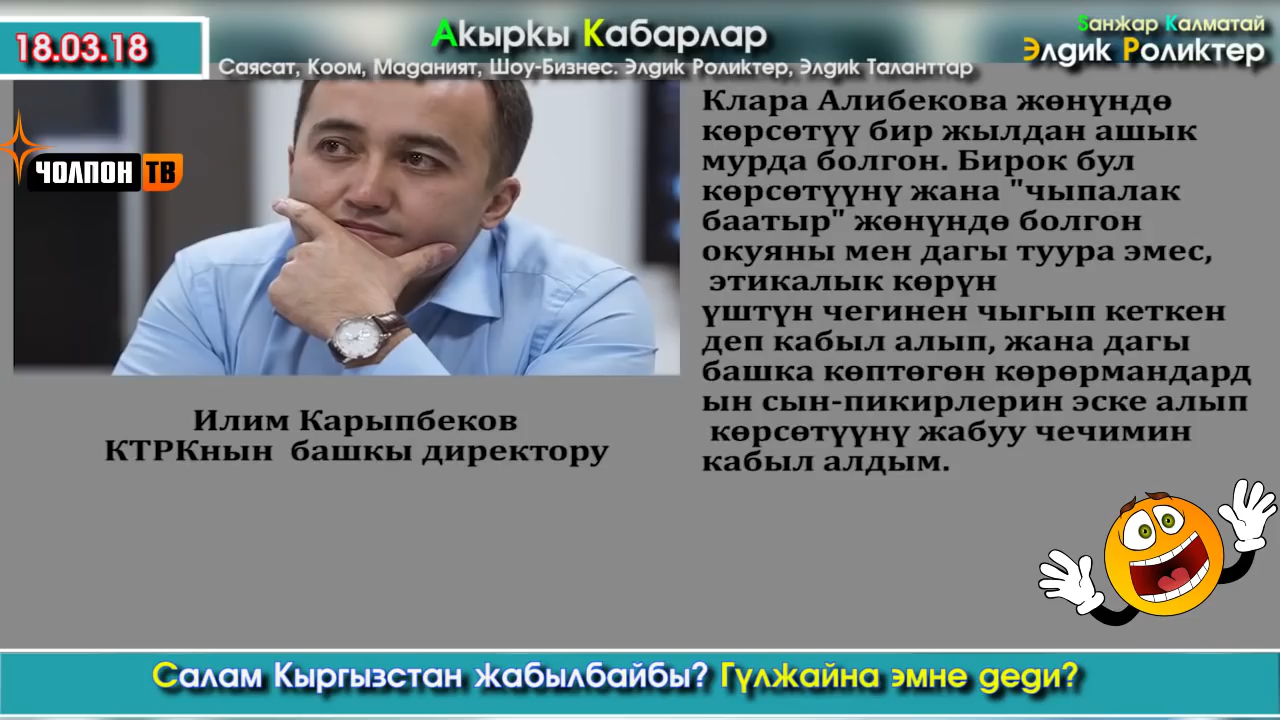 18.03.18
Акыркы Кабарлар
Sанжар Калматай
Элдик Роликтер
Саясат, Коом, Маданият, Шоу-Бизнес. Элдик Роликтер, Элдик Таланттар
ЧОЛПОН ТВ
Клара Алибекова жөнүндө
көрсөтүү бир жылдан ашык
мурда болгон. Бирок бул
көрсөтүүнү жана "чыпалак
баатыр" жөнүндө болгон
окуяны мен дагы туура эмес,
этикалык көрүн
үштүн чегинен чыгып кеткен
деп кабыл алып, жана дагы
башка көптөгөн көрөрмандард
ын сын-пикирлерин эске алып
көрсөтүүнү жабуу чечимин
кабыл алдым.
Илим Карыпбеков
КТРКнын башкы директору
Салам Кыргызстан жабылбайбы? Гүлжайна эмне деди?